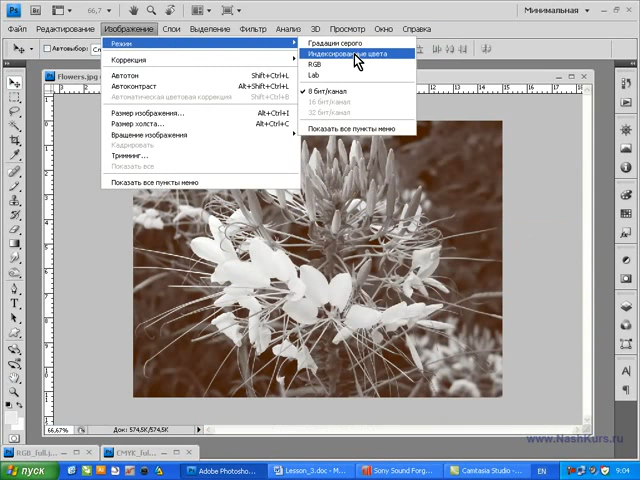 Ps
Br
66,7
Минимальная
Файл Редактирование Изображение Слои Выделение Фильтр Анализ 3D Просмотр Окно Справка
Автовыбор:
Режим
Коррекция
Автотон Shift+Ctrl+L
Автоконтраст Alt+Shift+Ctrl+L
Автоматическая цветовая коррекция Shift+Ctrl+B
Размер изображения... Alt+Ctrl+I
Размер холста... Alt+Ctrl+C
Вращение изображения
Кадрировать
Тримминг...
Показать все
Показать все пункты меню
Градации серого
Индексированные цвета
RGB
Lab
8 бит/канал
16 бит/канал
32 бит/канал
Показать все пункты меню
Flowers.jpg
66,67% Док: 574,5K/574,5K
www.NashKurs.ru
RGB_full.j... CMYK_ful...
пуск Adobe Photosho... Lesson_3.doc - M... Sony Sound Forg... Camtasia Studio -... EN 9:04